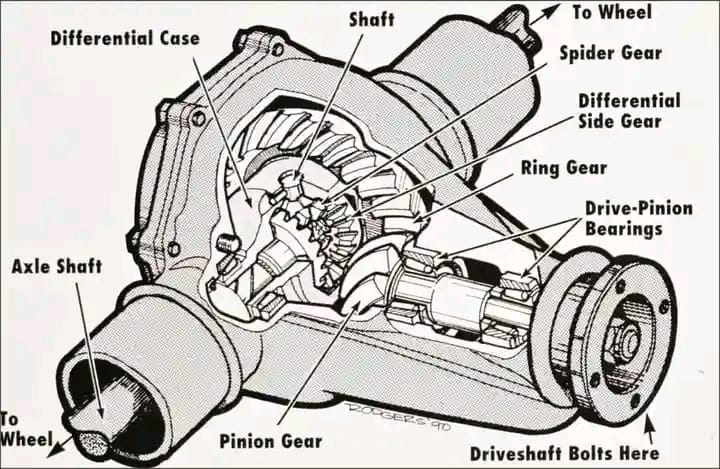 Shaft
To Wheel
Differential Case
Spider Gear
Differential
Side Gear
Ring Gear
Drive-Pinion
Bearings
Axle Shaft
To
Wheel
Pinion Gear
RODGERS '90
Driveshaft Bolts Here